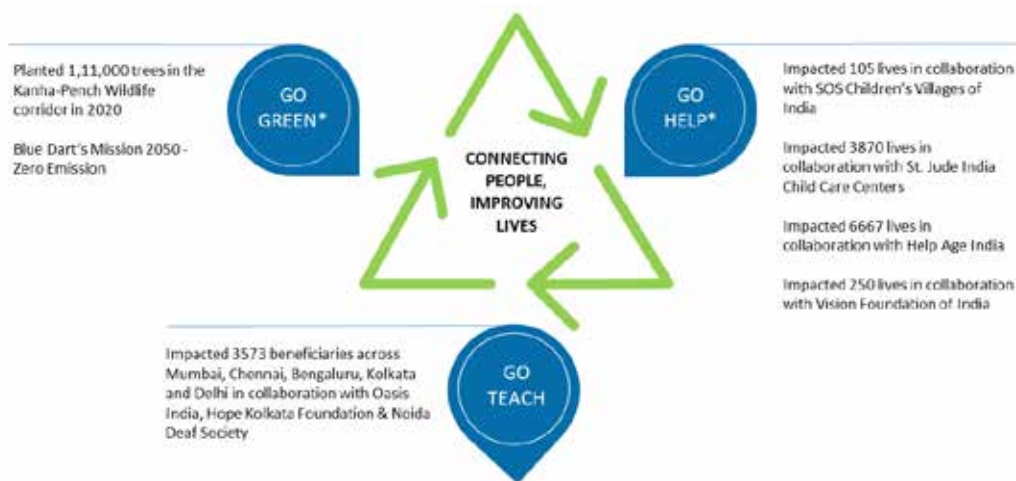 GO
GREEN*
Planted 1,11,000 trees in the
Kanha-Pench Wildlife
corridor in 2020
Blue Dart's Mission 2050 -
Zero Emission
CONNECTING
PEOPLE,
IMPROVING
LIVES
GO
HELP*
Impacted 105 lives in collaboration
with SOS Children's Villages of
India
Impacted 3870 lives in
collaboration with St. Jude India
Child Care Centers
Impacted 6667 lives in
collaboration with Help Age India
Impacted 250 lives in collaboration
with Vision Foundation of India
GO
TEACH
Impacted 3573 beneficiaries across
Mumbai, Chennai, Bengaluru, Kolkata
and Delhi in collaboration with Oasis
India, Hope Kolkata Foundation & Noida
Deaf Society